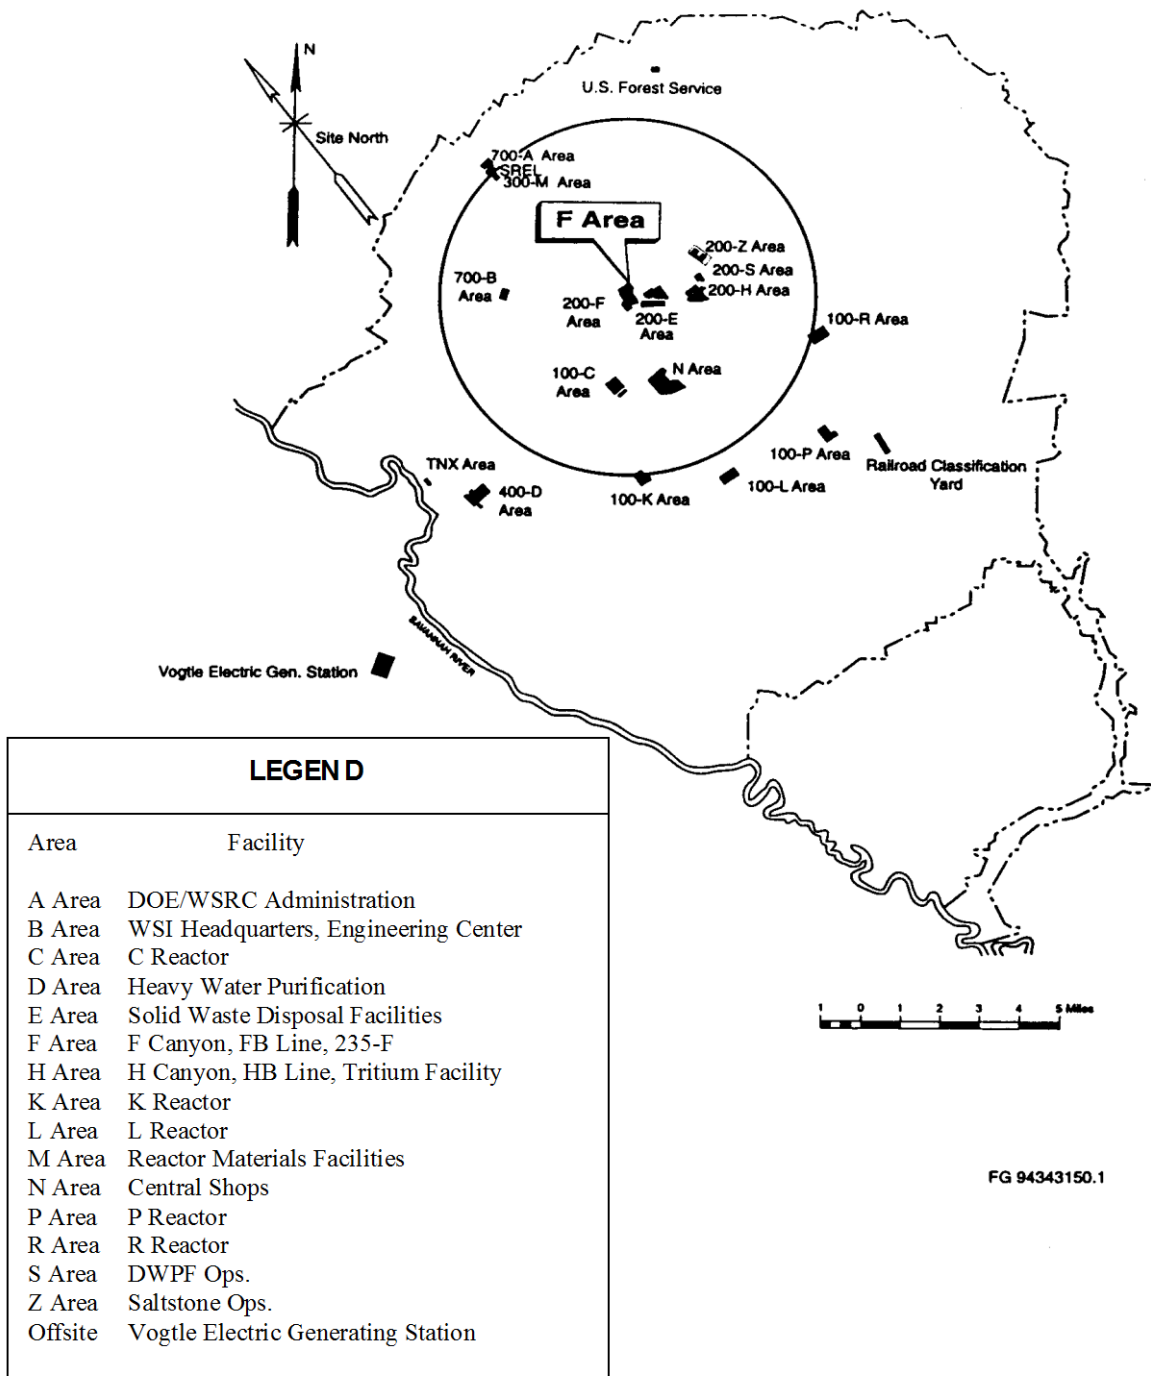 N
Site North
U.S. Forest Service
700-A Area
SREL
300-M Area
F Area
200-Z Area
200-S Area
200-H Area
700-B
Area
200-F
Area
200-E
Area
100-R Area
100-C
Area
N Area
100-P Area
Railroad Classification
Yard
TNX Area
400-D
Area
100-K Area
100-L Area
SAVANNAH RIVER
Vogtle Electric Gen. Station
LEGEND
Area Facility
A Area DOE/WSRC Administration
B Area WSI Headquarters, Engineering Center
C Area C Reactor
D Area Heavy Water Purification
E Area Solid Waste Disposal Facilities
F Area F Canyon, FB Line, 235-F
H Area H Canyon, HB Line, Tritium Facility
K Area K Reactor
L Area L Reactor
M Area Reactor Materials Facilities
N Area Central Shops
P Area P Reactor
R Area R Reactor
S Area DWPF Ops.
Z Area Saltstone Ops.
Offsite Vogtle Electric Generating Station
1 0 1 2 3 4 5 Miles
FG 94343150.1